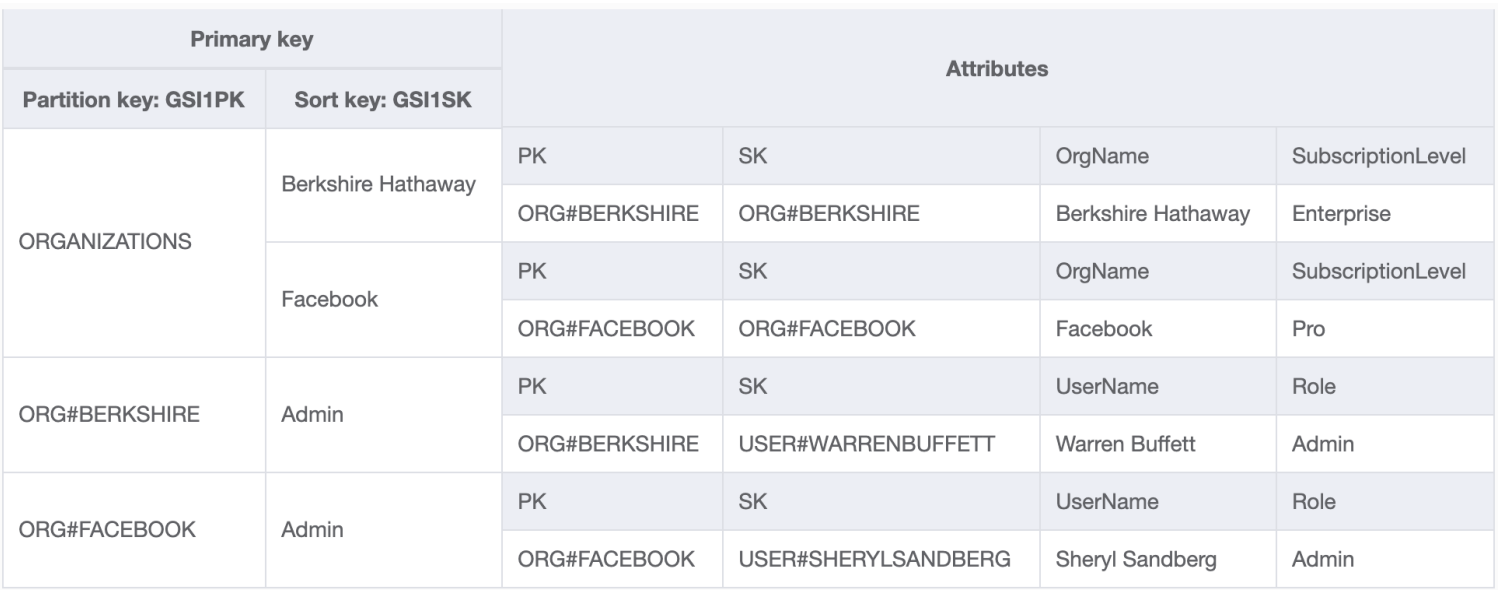 Primary key
Attributes
Partition key: GSI1PK Sort key: GSI1SK
PK SK OrgName SubscriptionLevel
Berkshire Hathaway
ORG#BERKSHIRE ORG#BERKSHIRE Berkshire Hathaway Enterprise
ORGANIZATIONS
PK SK OrgName SubscriptionLevel
Facebook
ORG#FACEBOOK ORG#FACEBOOK Facebook Pro
PK SK UserName Role
ORG#BERKSHIRE Admin
ORG#BERKSHIRE USER#WARRENBUFFETT Warren Buffett Admin
PK SK UserName Role
ORG#FACEBOOK Admin
ORG#FACEBOOK USER#SHERYLSANDBERG Sheryl Sandberg Admin